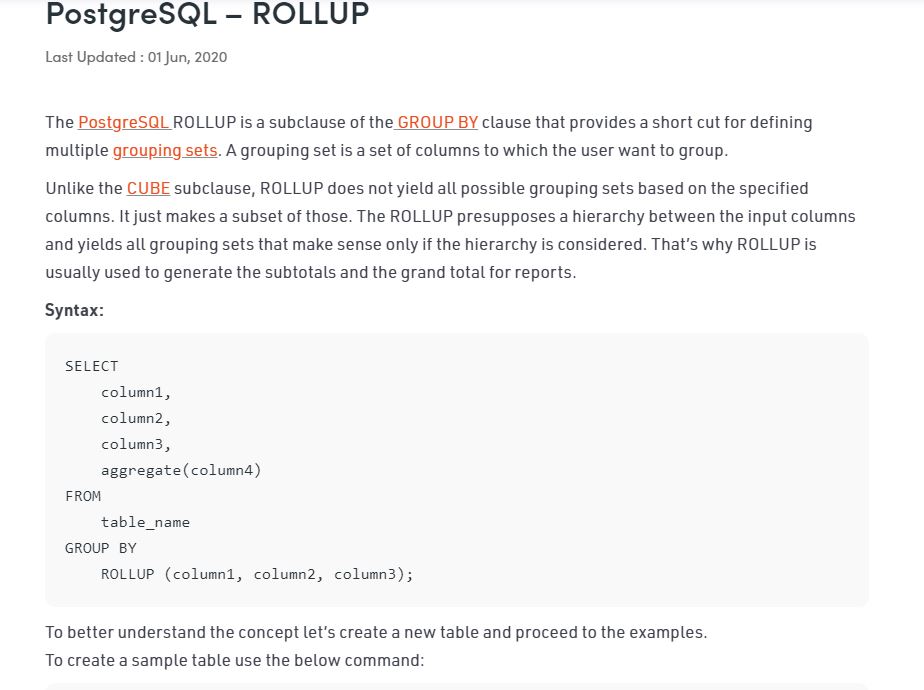 PostgreSQL – ROLLUP
Last Updated : 01 Jun, 2020
The PostgreSQL ROLLUP is a subclause of the GROUP BY clause that provides a short cut for defining
multiple grouping sets. A grouping set is a set of columns to which the user want to group.
Unlike the CUBE subclause, ROLLUP does not yield all possible grouping sets based on the specified
columns. It just makes a subset of those. The ROLLUP presupposes a hierarchy between the input columns
and yields all grouping sets that make sense only if the hierarchy is considered. That's why ROLLUP is
usually used to generate the subtotals and the grand total for reports.
Syntax:
SELECT
    column1,
    column2,
    column3,
    aggregate(column4)
FROM
    table_name
GROUP BY
    ROLLUP (column1, column2, column3);
To better understand the concept let's create a new table and proceed to the examples.
To create a sample table use the below command: